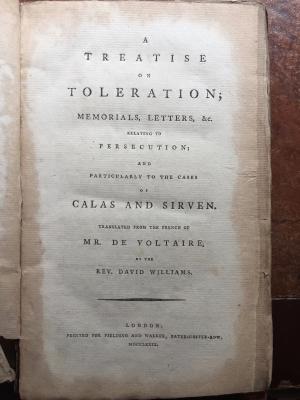 A
TREATISE
ON
TOLERATION;
MEMORIALS, LETTERS, &c.
RELATING TO
PERSECUTION;
AND
PARTICULARLY TO THE CASES
OF
CALAS AND SIRVEN.
TRANSLATED FROM THE FRENCH OF
MR. DE VOLTAIRE,
BY THE
REV. DAVID WILLIAMS.
LONDON:
PRINTED FOR FIELDING AND WALKER, PATER-NOSTER-ROW,
MDCCLXXIX.